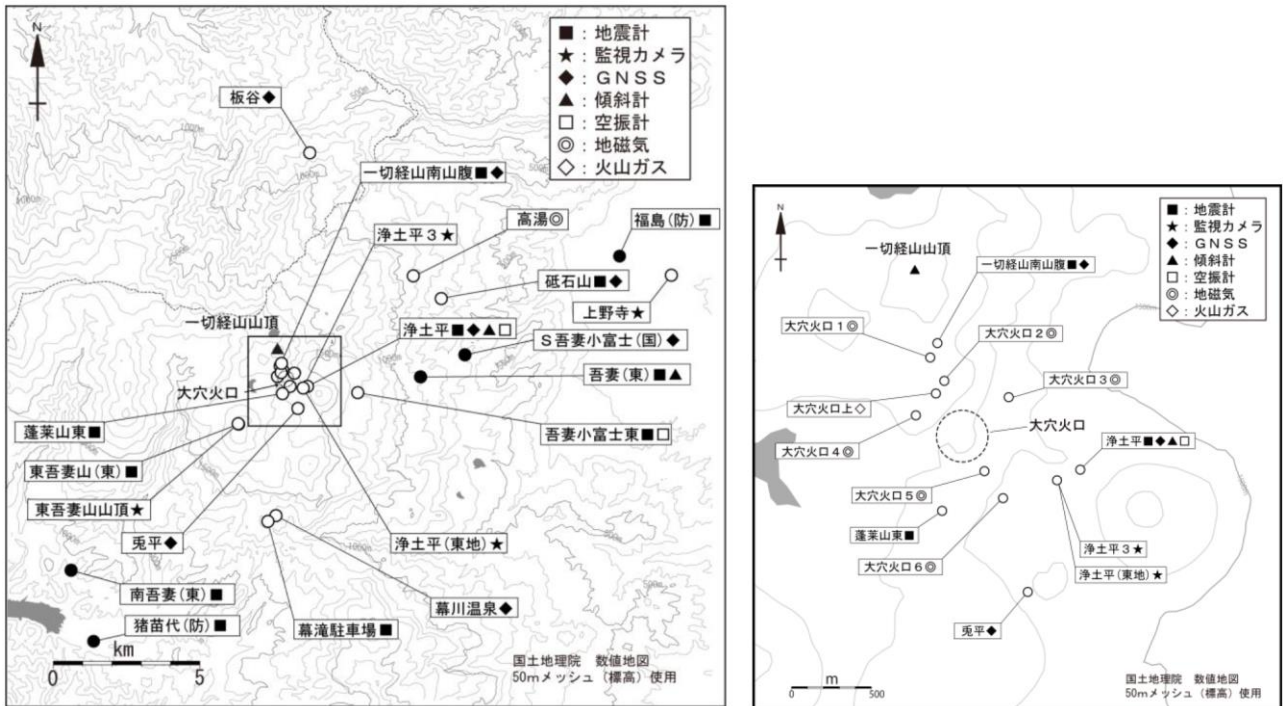 N
■：地震計
★：監視カメラ
◆：ＧＮＳＳ
▲：傾斜計
□：空振計
◎：地磁気
◇：火山ガス
板谷◆
一切経山南山腹■◆
高湯◎
福島(防)■
浄土平３★
砥石山■◆
上野寺★
一切経山山頂
浄土平■◆▲□
Ｓ吾妻小富士(国)◆
吾妻(東)■▲
大穴火口
蓬莱山東■
吾妻小富士東■□
東吾妻山(東)■
東吾妻山山頂★
兎平◆
浄土平(東地)★
南吾妻(東)■
幕川温泉◆
猪苗代(防)■
幕滝駐車場■
km
0 5
国土地理院　数値地図
50ｍメッシュ（標高）使用
N
■：地震計
★：監視カメラ
◆：ＧＮＳＳ
▲：傾斜計
□：空振計
◎：地磁気
◇：火山ガス
一切経山山頂
一切経山南山腹■◆
大穴火口１◎
大穴火口２◎
大穴火口３◎
大穴火口上◇
大穴火口
大穴火口４◎
浄土平■◆▲□
大穴火口５◎
蓬莱山東■
浄土平３★
大穴火口６◎
浄土平(東地)★
兎平◆
m
0 500
国土地理院　数値地図
50ｍメッシュ（標高）使用